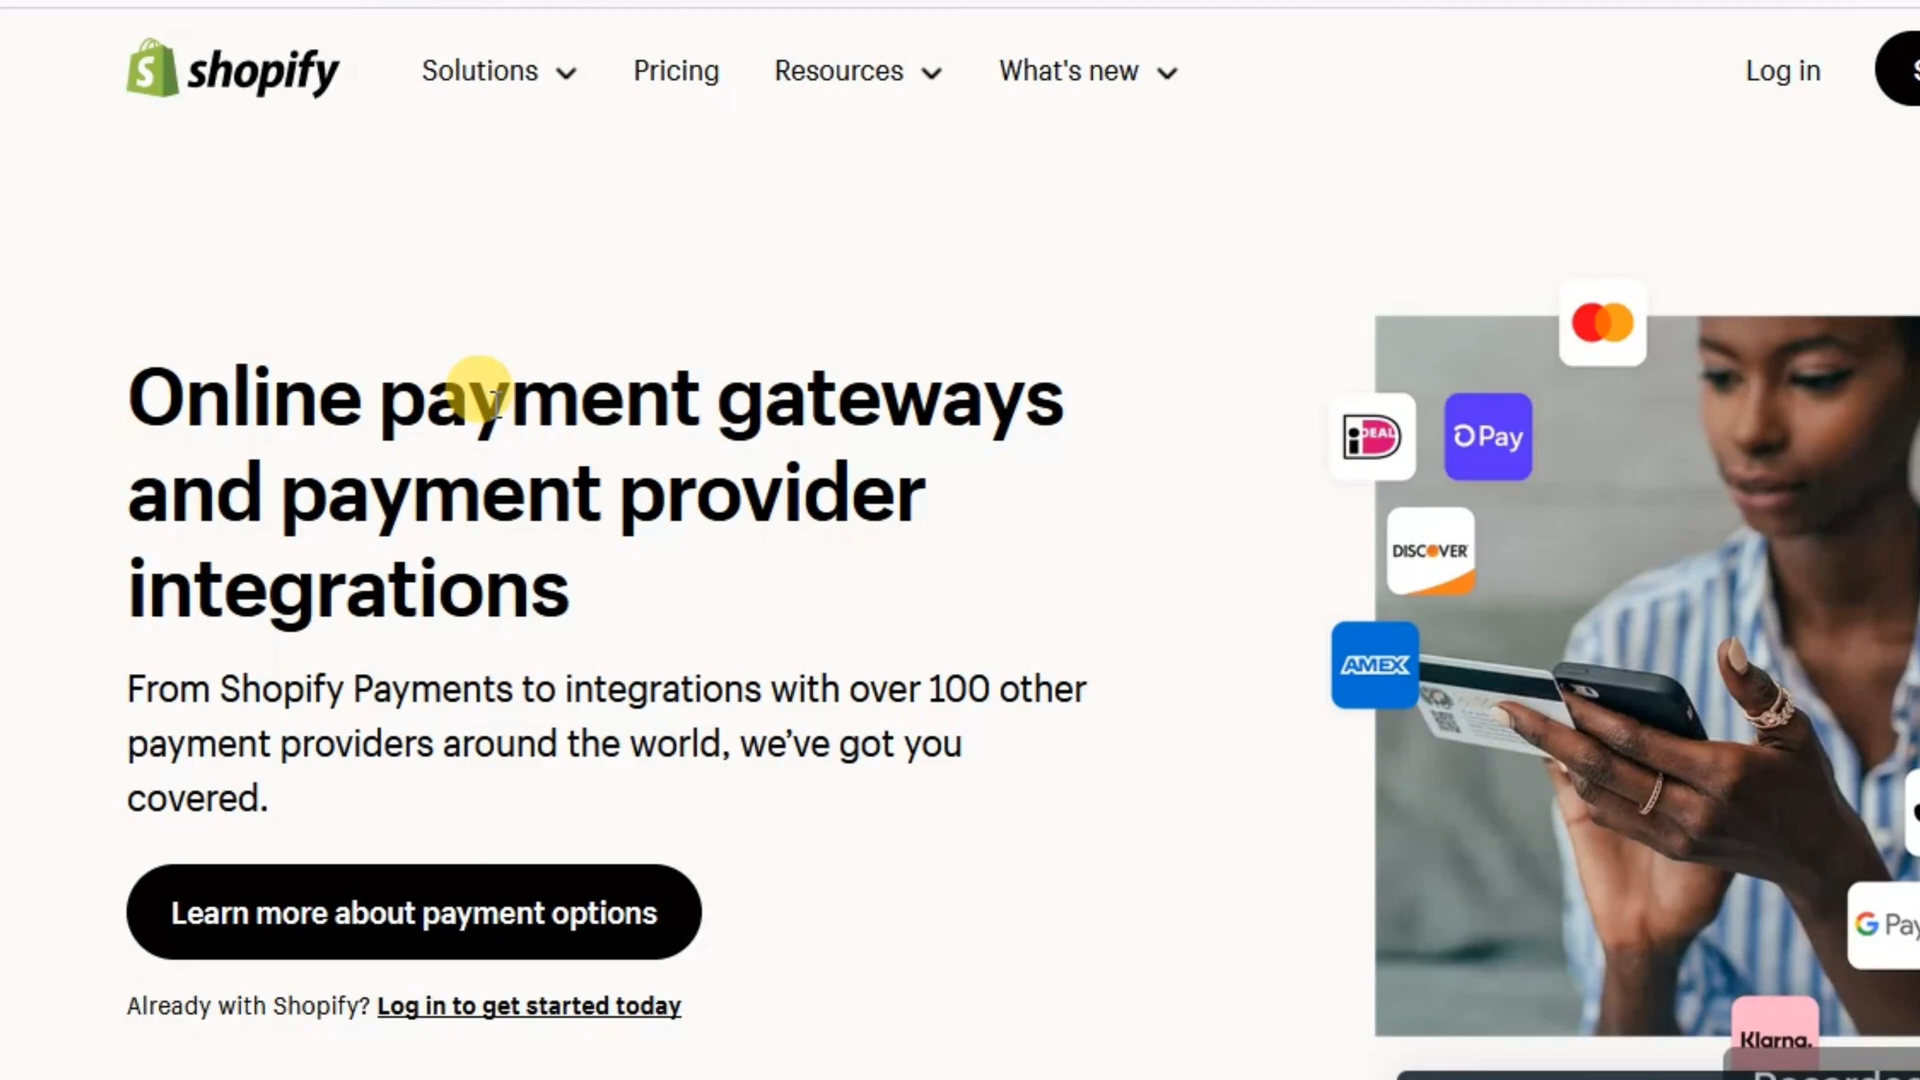 shopify
Solutions
Pricing
Resources
What's new
Log in
Online payment gateways
and payment provider
integrations
From Shopify Payments to integrations with over 100 other
payment providers around the world, we’ve got you
covered.
Learn more about payment options
Already with Shopify? Log in to get started today
iDEAL
Pay
DISCOVER
AMEX
G Pay
Klarna.